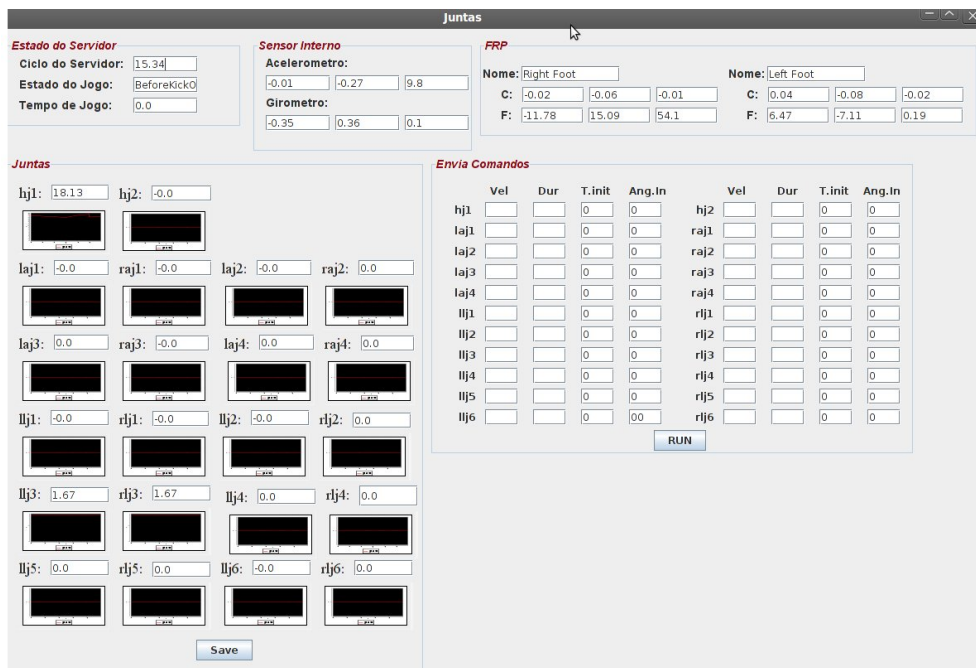 Juntas
Estado do Servidor
Ciclo do Servidor: 15.34
Estado do Jogo: BeforeKickO
Tempo de Jogo: 0.0
Sensor Interno
Acelerometro:
-0.01 -0.27 9.8
Girometro:
-0.35 0.36 0.1
FRP
Nome: Right Foot Nome: Left Foot
C: -0.02 -0.06 -0.01 C: 0.04 -0.08 -0.02
F: -11.78 15.09 54.1 F: 6.47 -7.11 0.19
Juntas
hj1: 18.13 hj2: -0.0
laj1: -0.0 raj1: -0.0 laj2: -0.0 raj2: 0.0
laj3: 0.0 raj3: -0.0 laj4: 0.0 raj4: 0.0
llj1: -0.0 rlj1: -0.0 llj2: -0.0 rlj2: 0.0
llj3: 1.67 rlj3: 1.67 llj4: 0.0 rlj4: 0.0
llj5: 0.0 rlj5: 0.0 llj6: -0.0 rlj6: 0.0
Save
Envia Comandos
Vel Dur T.init Ang.In Vel Dur T.init Ang.In
hj1 0 0 hj2 0 0
laj1 0 0 raj1 0 0
laj2 0 0 raj2 0 0
laj3 0 0 raj3 0 0
laj4 0 0 raj4 0 0
llj1 0 0 rlj1 0 0
llj2 0 0 rlj2 0 0
llj3 0 0 rlj3 0 0
llj4 0 0 rlj4 0 0
llj5 0 0 rlj5 0 0
llj6 0 00 rlj6 0 0
RUN